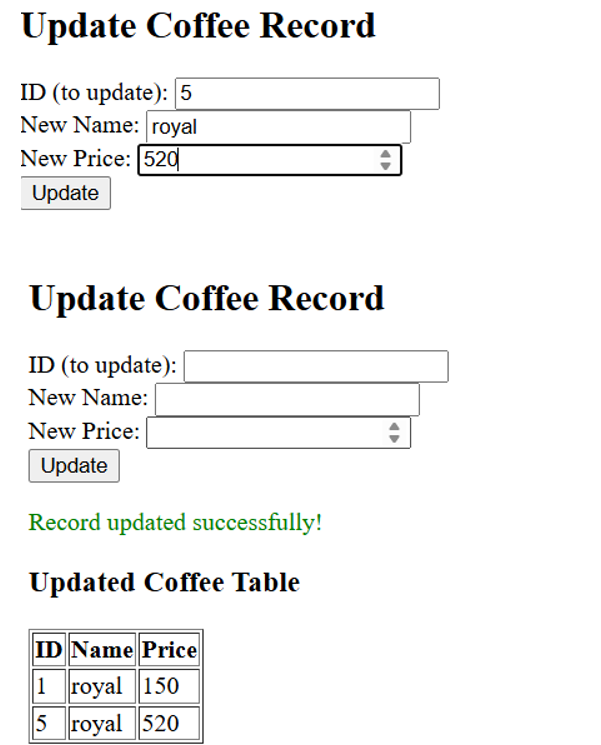 Update Coffee Record
ID (to update): 5
New Name: royal
New Price: 520
Update
Update Coffee Record
ID (to update):
New Name:
New Price:
Update
Record updated successfully!
Updated Coffee Table
ID Name Price
1 royal 150
5 royal 520